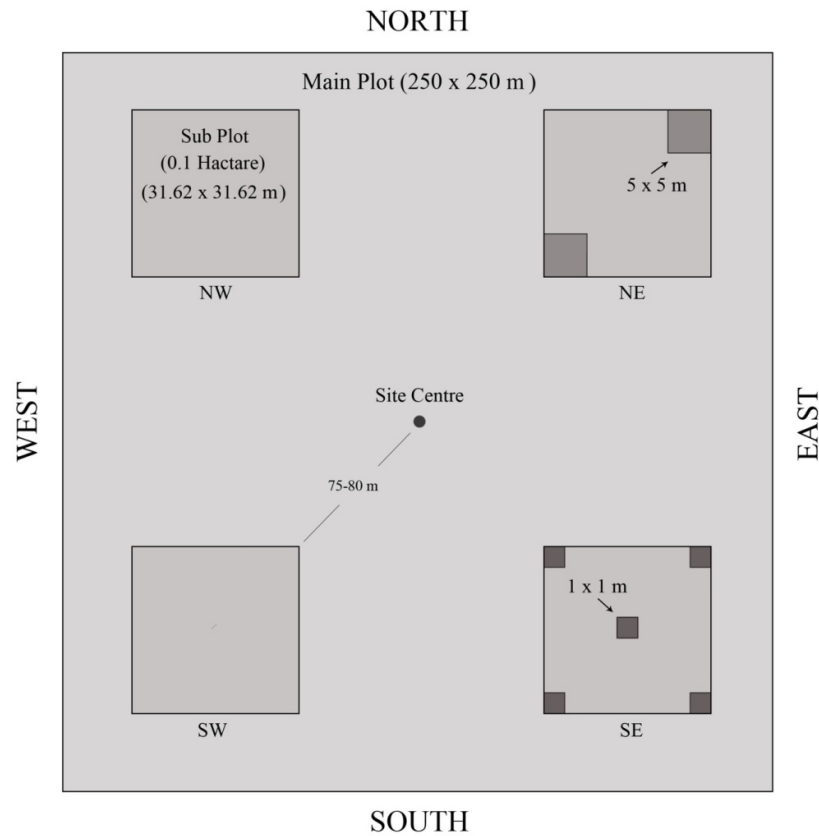 NORTH
Main Plot (250 x 250 m )
Sub Plot
(0.1 Hactare)
(31.62 x 31.62 m )
5 x 5 m
NW
NE
WEST
EAST
Site Centre
75-80 m
1 x 1 m
SW
SE
SOUTH